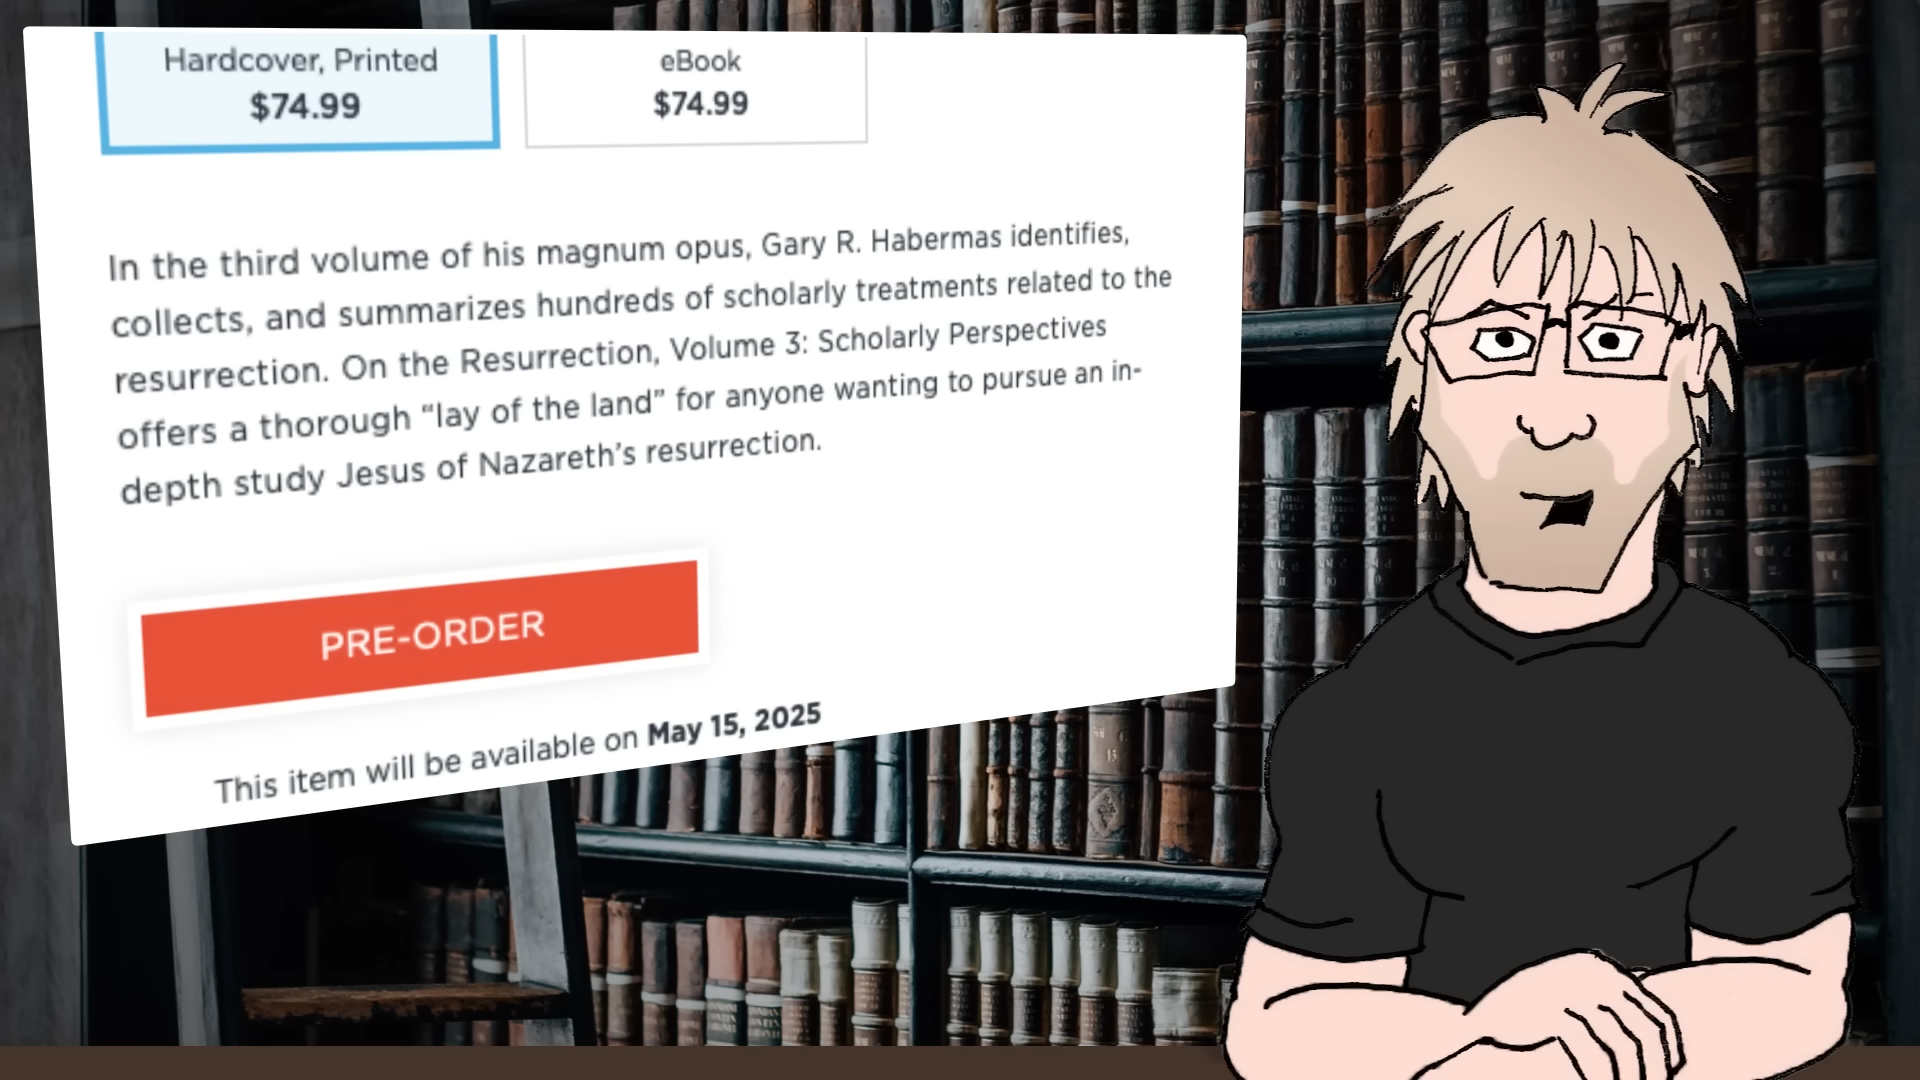 Hardcover, Printed
$74.99
eBook
$74.99
In the third volume of his magnum opus, Gary R. Habermas identifies,
collects, and summarizes hundreds of scholarly treatments related to the
resurrection. On the Resurrection, Volume 3: Scholarly Perspectives
offers a thorough “lay of the land” for anyone wanting to pursue an in-
depth study Jesus of Nazareth’s resurrection.
PRE-ORDER
This item will be available on May 15, 2025